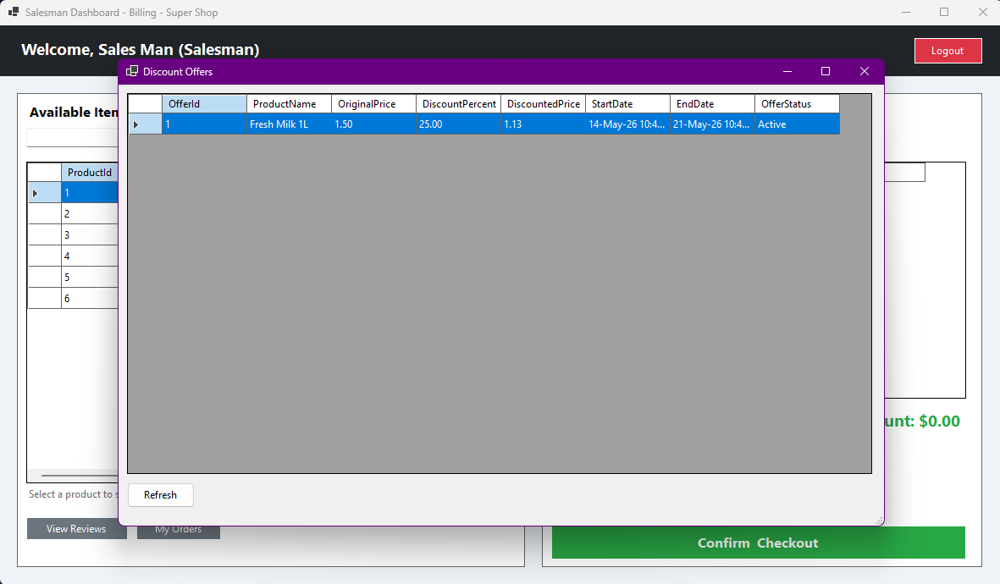 Salesman Dashboard - Billing - Super Shop
Welcome, Sales Man (Salesman)
Logout
Discount Offers
OfferId ProductName OriginalPrice DiscountPercent DiscountedPrice StartDate EndDate OfferStatus
1 Fresh Milk 1L 1.50 25.00 1.13 14-May-26 10:4... 21-May-26 10:4... Active
Refresh
Available Iten
ProductId
1
2
3
4
5
6
Select a product to s
View Reviews
My Orders
unt: $0.00
Confirm Checkout